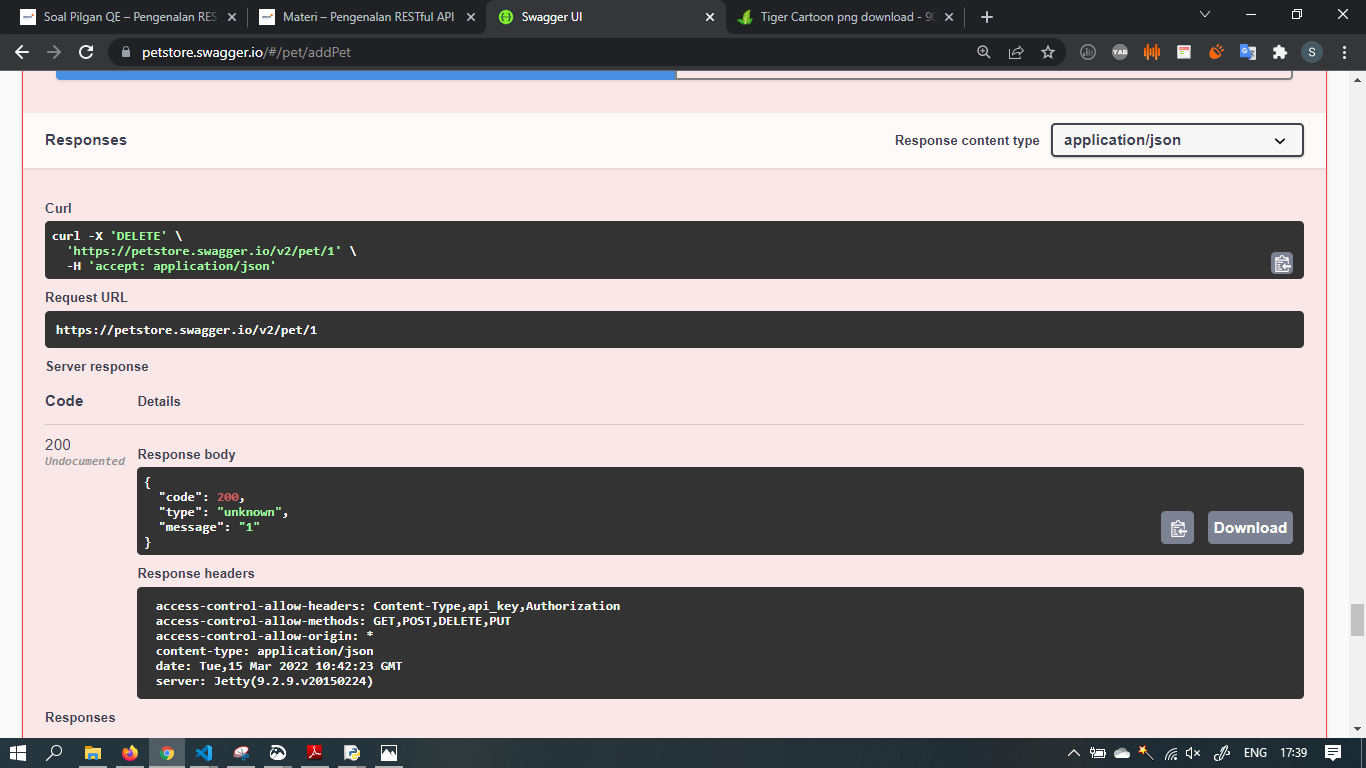 Soal Pilgan QE – Pengenalan RES
Materi – Pengenalan RESTful API
Swagger UI
Tiger Cartoon png download - 90
petstore.swagger.io/#/pet/addPet
YAB
S
Responses
Response content type
application/json
Curl
curl -X 'DELETE' \
'https://petstore.swagger.io/v2/pet/1' \
-H 'accept: application/json'
Request URL
https://petstore.swagger.io/v2/pet/1
Server response
Code
Details
200
Undocumented
Response body
{
"code": 200,
"type": "unknown",
"message": "1"
}
Download
Response headers
access-control-allow-headers: Content-Type,api_key,Authorization
access-control-allow-methods: GET,POST,DELETE,PUT
access-control-allow-origin: *
content-type: application/json
date: Tue,15 Mar 2022 10:42:23 GMT
server: Jetty(9.2.9.v20150224)
Responses
ENG
17:39